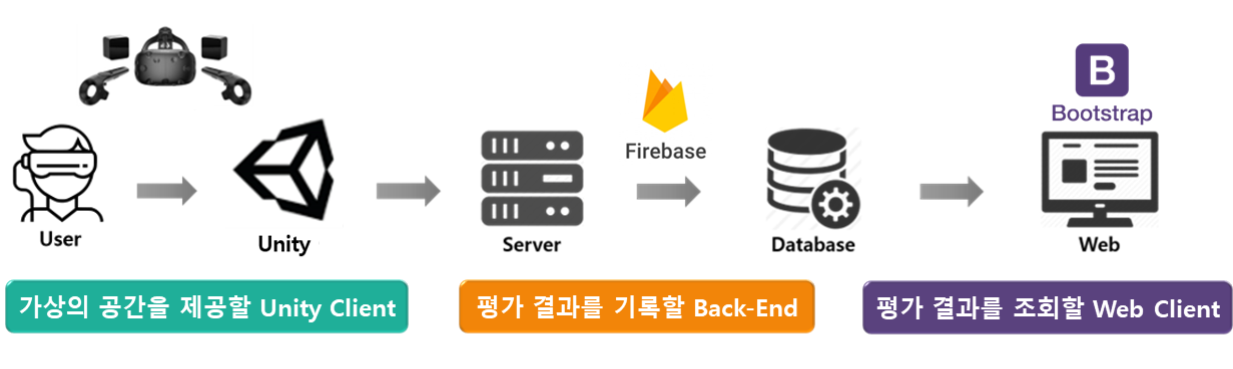 B
Bootstrap
Firebase
User
Unity
Server
Database
Web
가상의 공간을 제공할 Unity Client
평가 결과를 기록할 Back-End
평가 결과를 조회할 Web Client